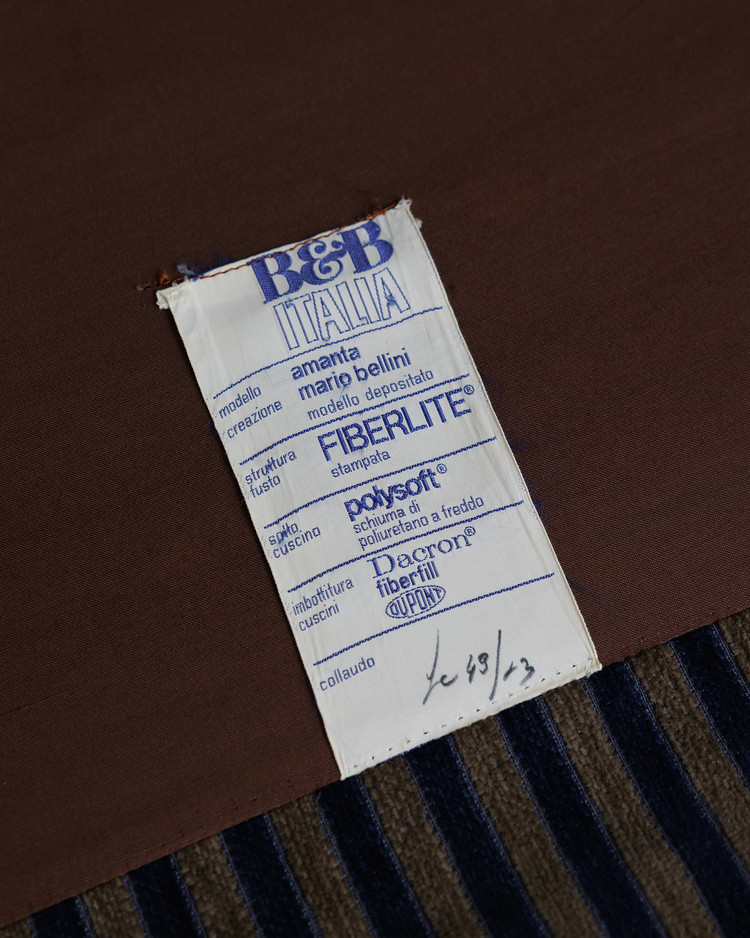 B&B
ITALIA
modello amanta
creazione mario bellini
modello depositato
struttura FIBERLITE®
fusto stampata
sotto polysoft®
cuscino schiuma di
poliuretano a freddo
imbottitura Dacron®
cuscini fiberfill
DUPONT
collaudo